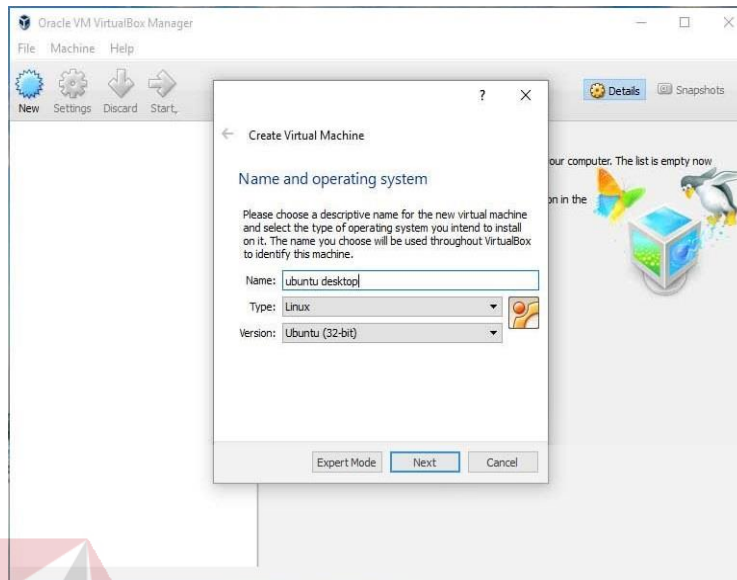 Oracle VM VirtualBox Manager
File Machine Help
New Settings Discard Start
Details Snapshots
our computer. The list is empty now
on in the
Create Virtual Machine
Name and operating system
Please choose a descriptive name for the new virtual machine
and select the type of operating system you intend to install
on it. The name you choose will be used throughout VirtualBox
to identify this machine.
Name: ubuntu desktop
Type: Linux
Version: Ubuntu (32-bit)
Expert Mode Next Cancel